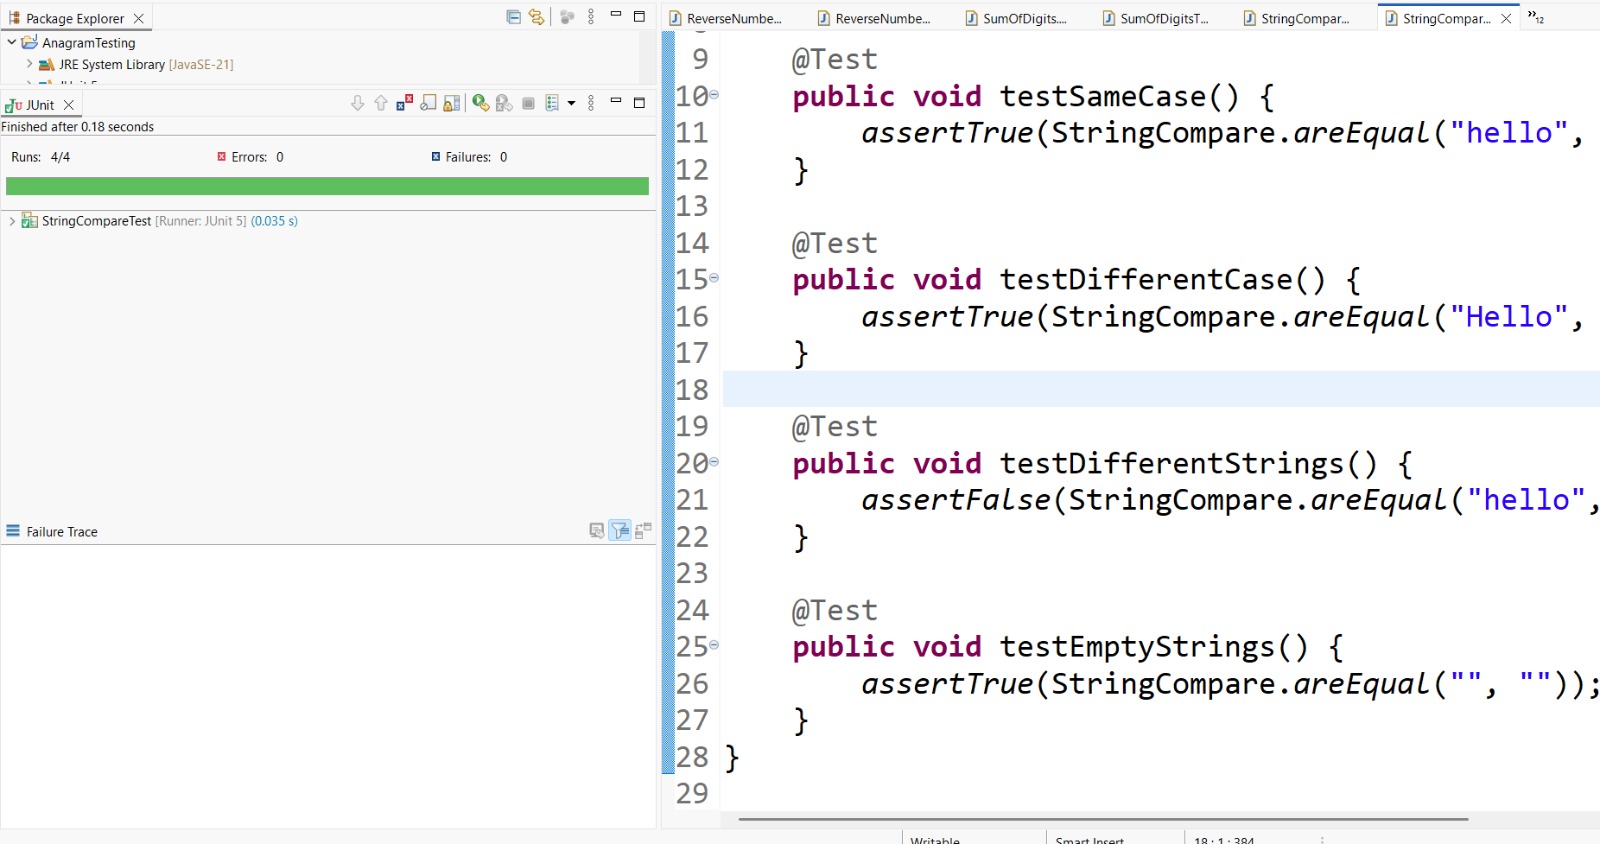 Package Explorer
AnagramTesting
JRE System Library [JavaSE-21]
JUnit
Finished after 0.18 seconds
Runs: 4/4 Errors: 0 Failures: 0
StringCompareTest [Runner: JUnit 5] (0.035 s)
Failure Trace
ReverseNumbe... ReverseNumbe... SumOfDigits.... SumOfDigitsT... StringCompar... StringCompar... »12
9 @Test
10 public void testSameCase() {
11 assertTrue(StringCompare.areEqual("hello",
12 }
13
14 @Test
15 public void testDifferentCase() {
16 assertTrue(StringCompare.areEqual("Hello",
17 }
18
19 @Test
20 public void testDifferentStrings() {
21 assertFalse(StringCompare.areEqual("hello",
22 }
23
24 @Test
25 public void testEmptyStrings() {
26 assertTrue(StringCompare.areEqual("", ""));
27 }
28 }
29
Writable Smart Insert 18 : 1 : 384